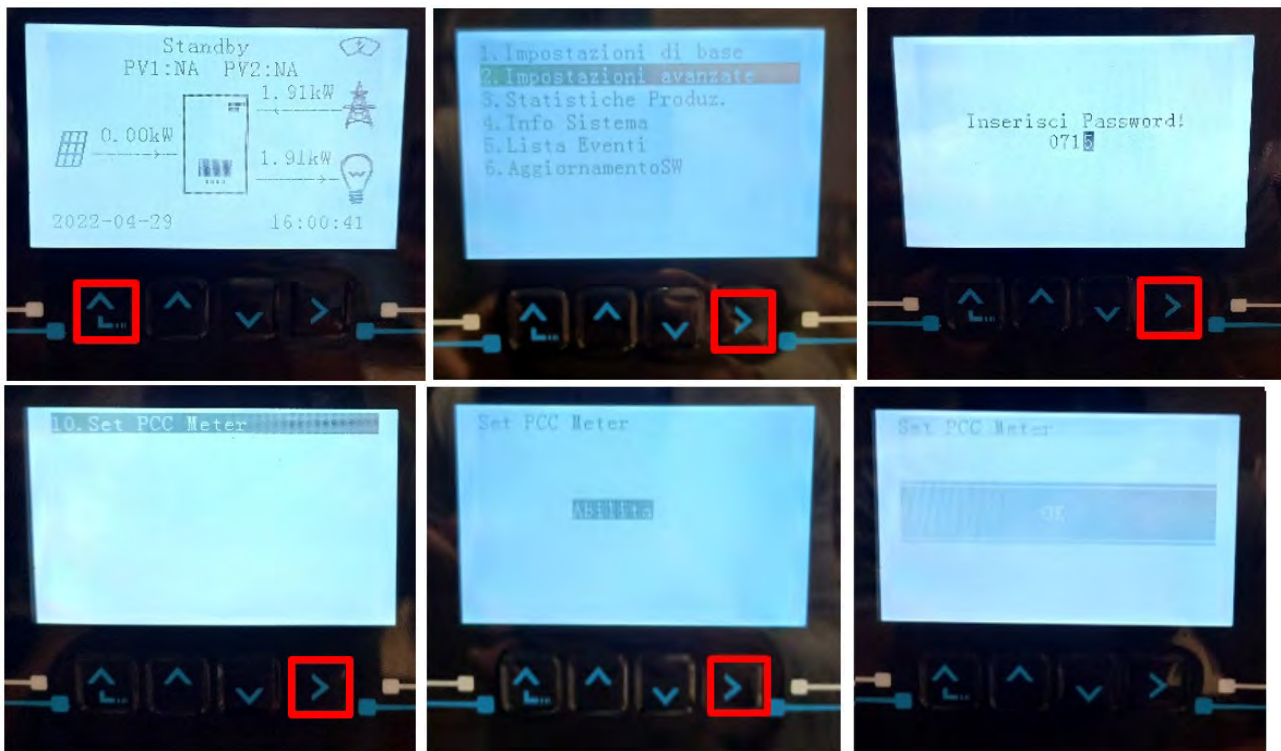 Standby
PV1:NA PV2:NA
1.91kW
0.00kW
1.91kW
2022-04-29 16:00:41
1.Impostazioni di base
2.Impostazioni avanzate
3.Statistiche Produz.
4.Info Sistema
5.Lista Eventi
6.AggiornamentoSW
Inserisci Password!
0715
10.Set PCC Meter
Set PCC Meter
Abilita
Set PCC Meter
OK